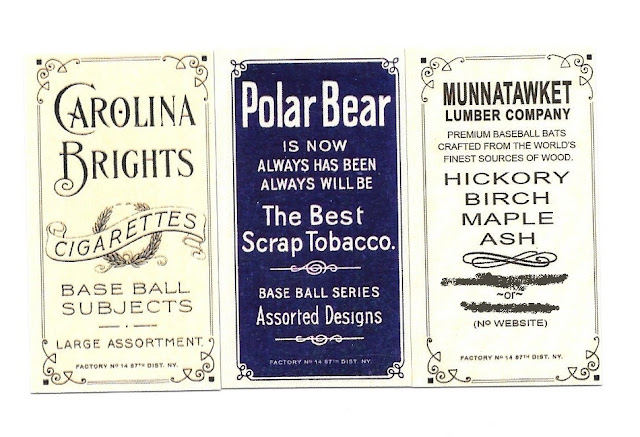 CAROLINA
BRIGHTS
CIGARETTES
BASE BALL
SUBJECTS
LARGE ASSORTMENT.
FACTORY Nº 14 87TH DIST. NY.
Polar Bear
IS NOW
ALWAYS HAS BEEN
ALWAYS WILL BE
The Best
Scrap Tobacco.
BASE BALL SERIES
Assorted Designs
FACTORY Nº 14 87TH DIST. NY.
MUNNATAWKET
LUMBER COMPANY
PREMIUM BASEBALL BATS
CRAFTED FROM THE WORLD'S
FINEST SOURCES OF WOOD.
HICKORY
BIRCH
MAPLE
ASH
~or~
(Nº WEBSITE)
FACTORY Nº 14 87TH DIST. NY.